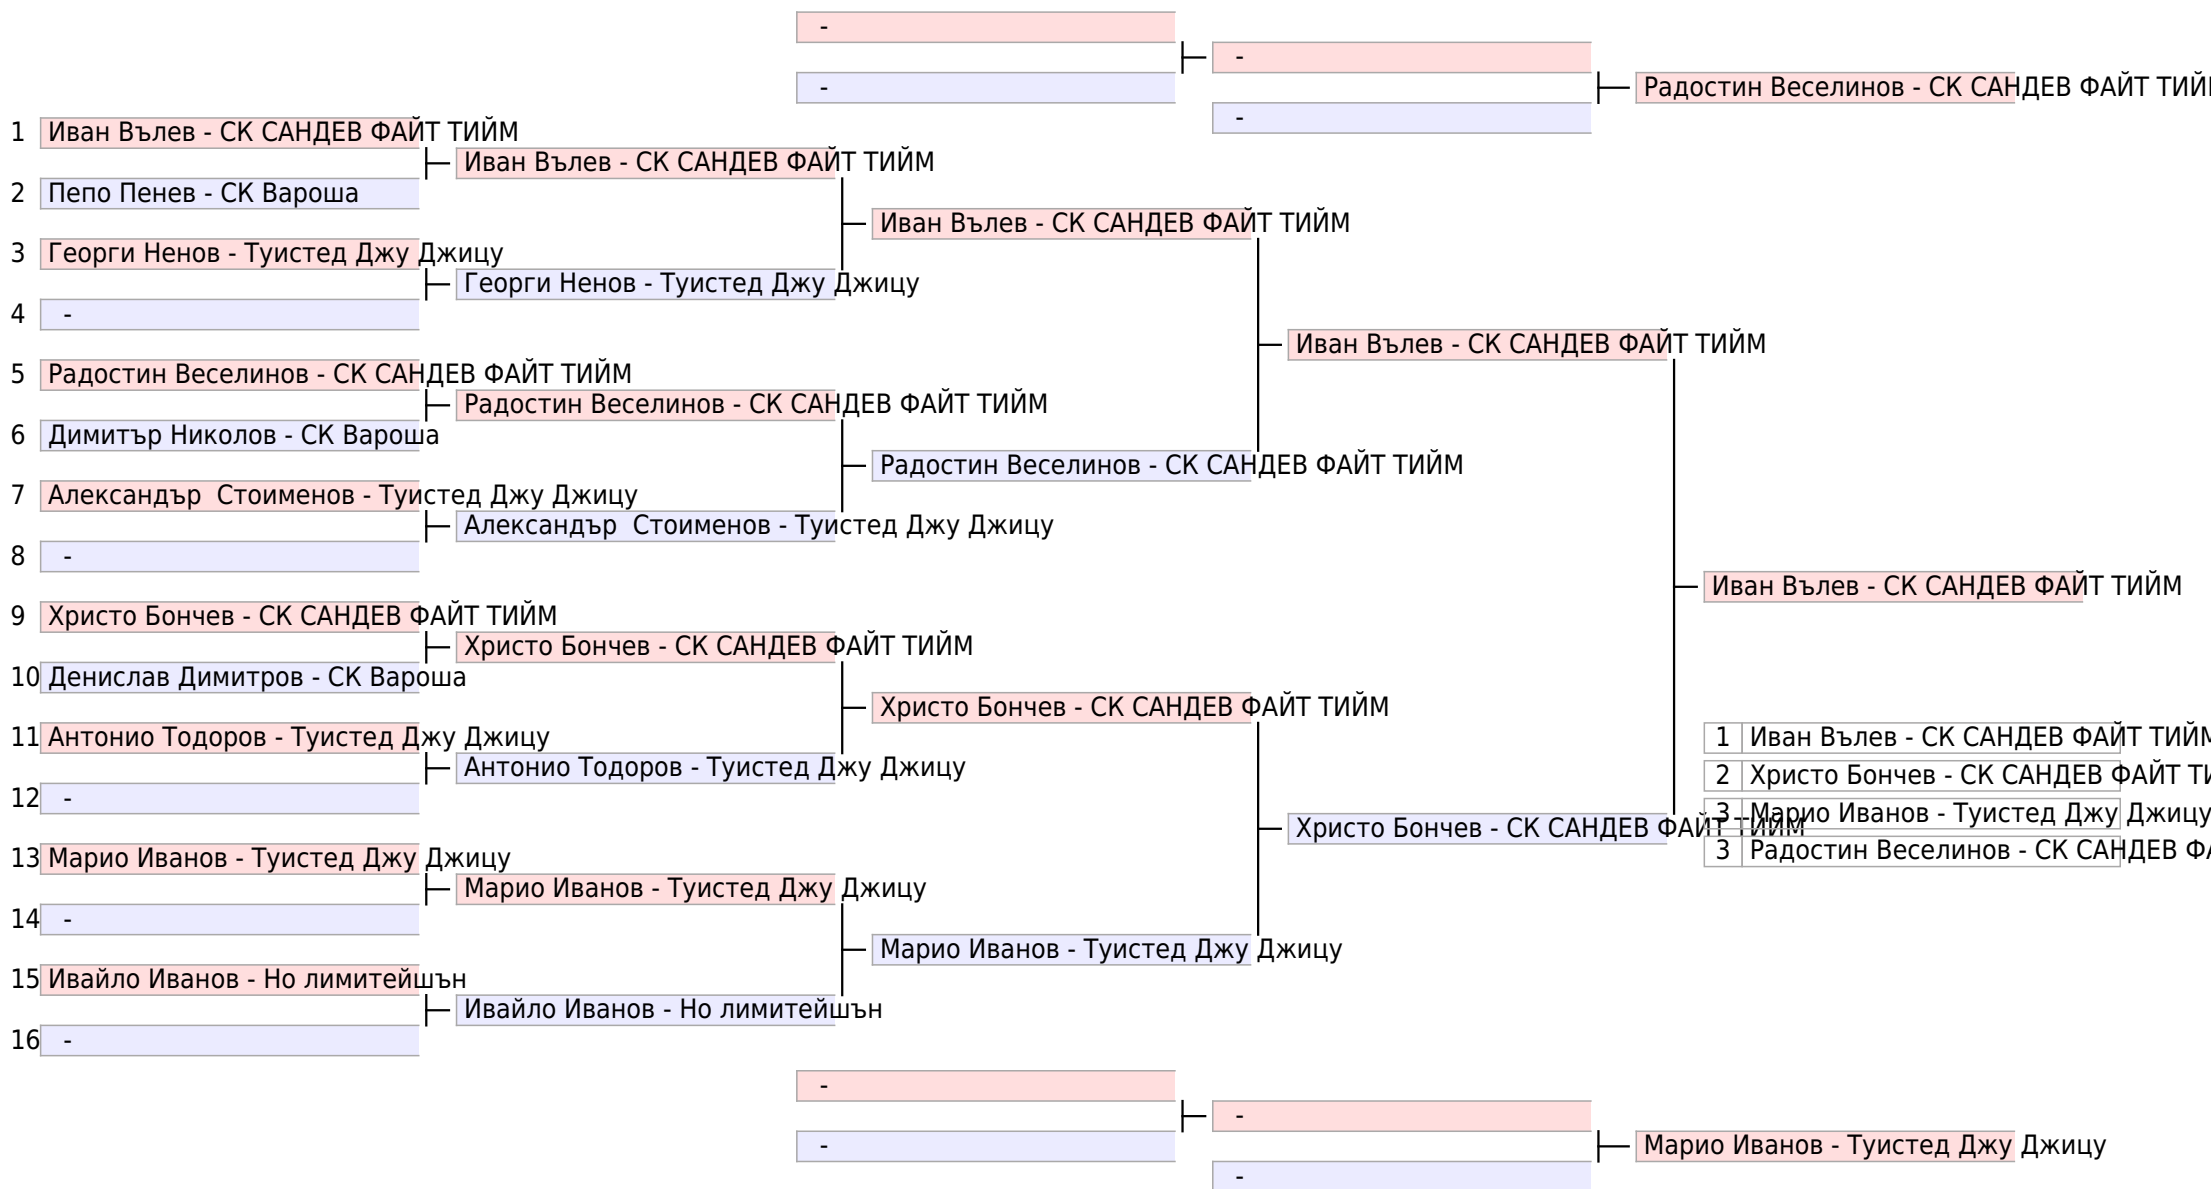 -
-
-
-
Радостин Веселинов - СК САНДЕВ ФАЙТ ТИЙ
1 Иван Вълев - СК САНДЕВ ФАЙТ ТИЙМ
2 Пепо Пенев - СК Вароша
3 Георги Ненов - Туистед Джу Джицу
4 -
5 Радостин Веселинов - СК САНДЕВ ФАЙТ ТИЙМ
6 Димитър Николов - СК Вароша
7 Александър  Стоименов - Туистед Джу Джицу
8 -
9 Христо Бончев - СК САНДЕВ ФАЙТ ТИЙМ
10 Денислав Димитров - СК Вароша
11 Антонио Тодоров - Туистед Джу Джицу
12 -
13 Марио Иванов - Туистед Джу Джицу
14 -
15 Ивайло Иванов - Но лимитейшън
16 -
Иван Вълев - СК САНДЕВ ФАЙТ ТИЙМ
Георги Ненов - Туистед Джу Джицу
Радостин Веселинов - СК САНДЕВ ФАЙТ ТИЙМ
Александър  Стоименов - Туистед Джу Джицу
Христо Бончев - СК САНДЕВ ФАЙТ ТИЙМ
Антонио Тодоров - Туистед Джу Джицу
Марио Иванов - Туистед Джу Джицу
Ивайло Иванов - Но лимитейшън
Иван Вълев - СК САНДЕВ ФАЙТ ТИЙМ
Радостин Веселинов - СК САНДЕВ ФАЙТ ТИЙМ
Христо Бончев - СК САНДЕВ ФАЙТ ТИЙМ
Марио Иванов - Туистед Джу Джицу
Иван Вълев - СК САНДЕВ ФАЙТ ТИЙМ
Христо Бончев - СК САНДЕВ ФАЙТ ТИЙМ
Иван Вълев - СК САНДЕВ ФАЙТ ТИЙМ
1 Иван Вълев - СК САНДЕВ ФАЙТ ТИЙМ
2 Христо Бончев - СК САНДЕВ ФАЙТ ТИ
3 Марио Иванов - Туистед Джу Джицу
3 Радостин Веселинов - СК САНДЕВ ФА
-
-
-
-
Марио Иванов - Туистед Джу Джицу